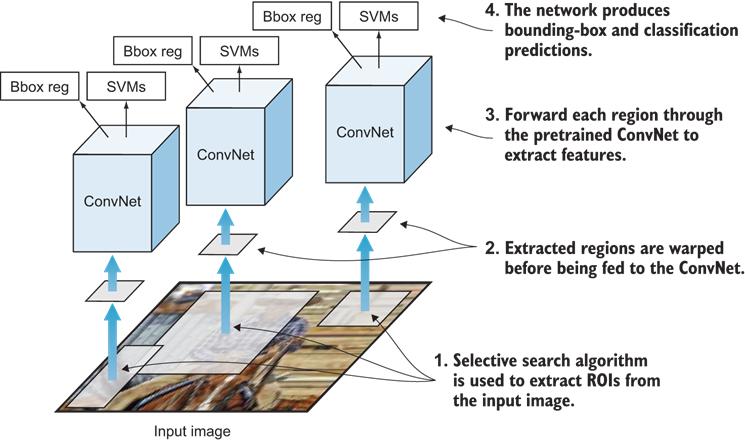 Bbox reg
SVMs
4. The network produces
bounding-box and classification
predictions.
Bbox reg
SVMs
Bbox reg
SVMs
3. Forward each region through
the pretrained ConvNet to
extract features.
ConvNet
ConvNet
ConvNet
2. Extracted regions are warped
before being fed to the ConvNet.
1. Selective search algorithm
is used to extract ROIs from
the input image.
Input image